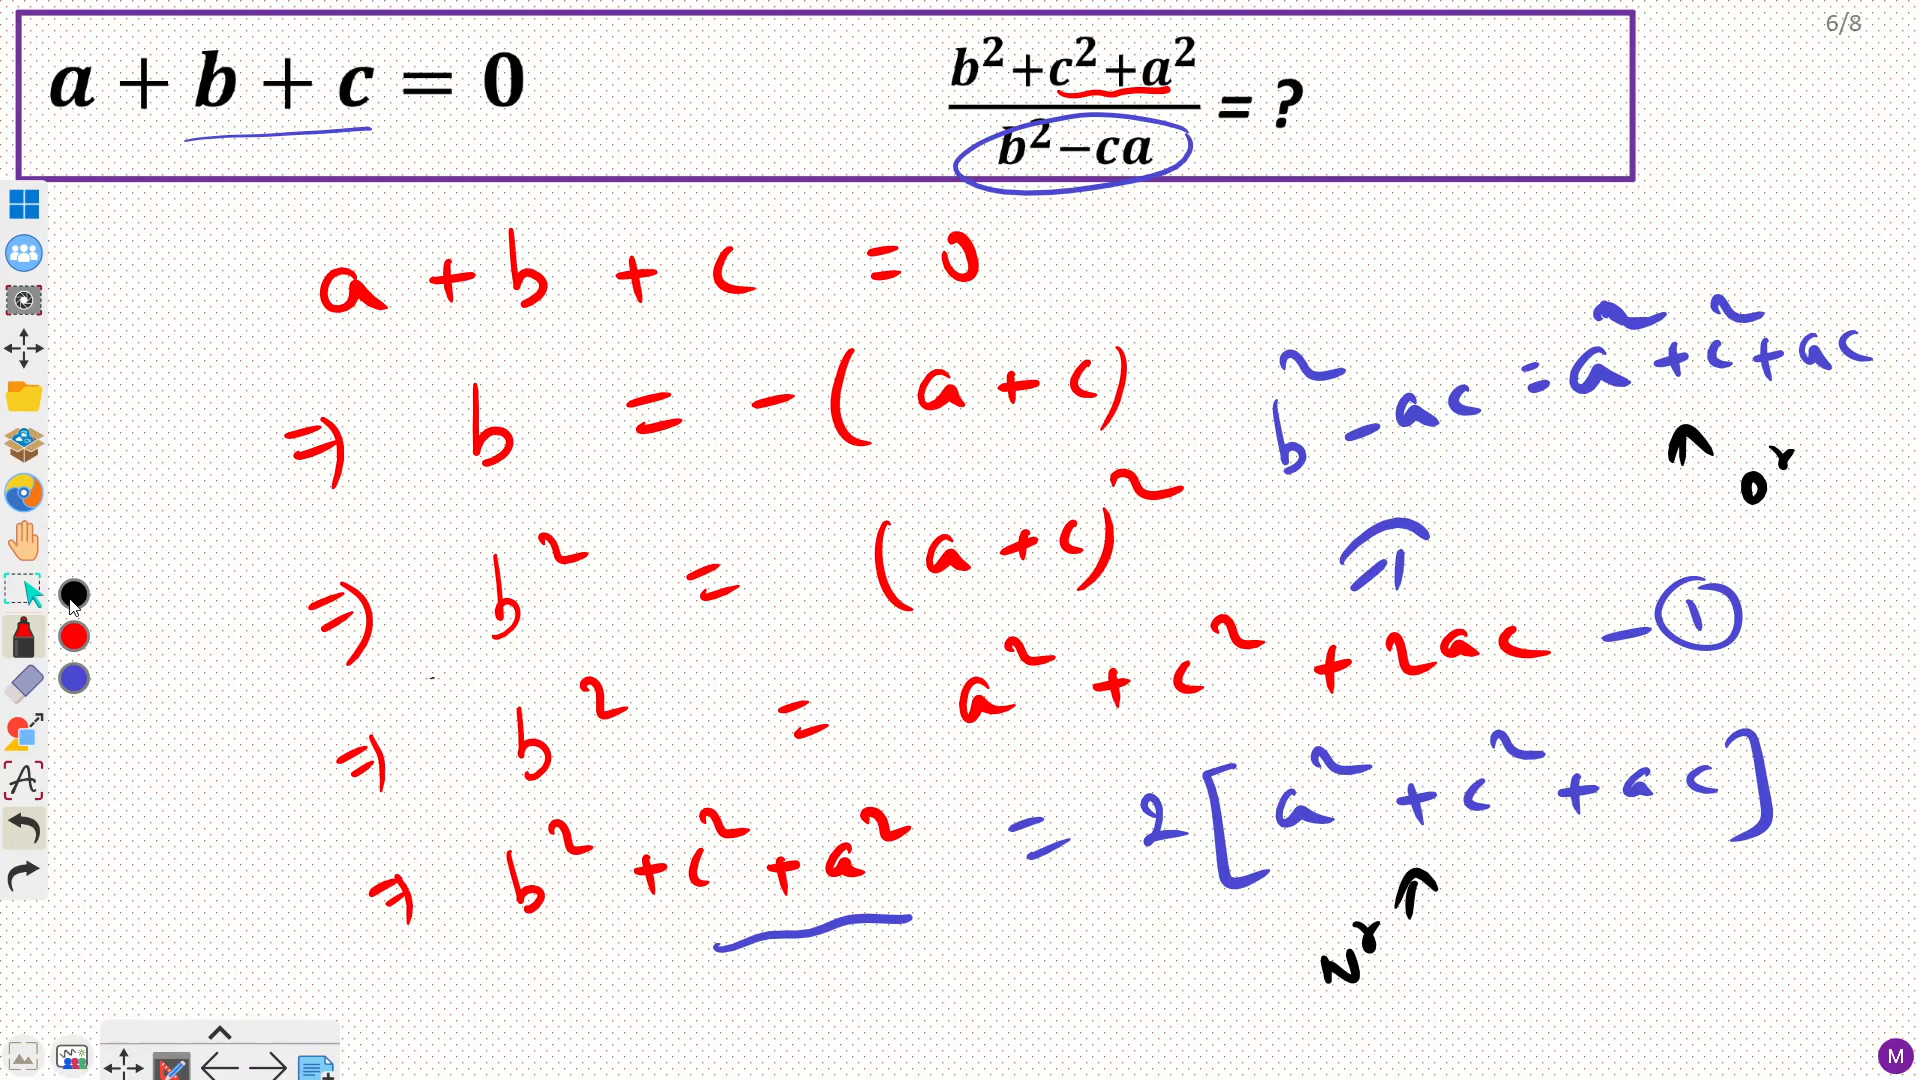 6/8
a + b + c = 0
b²+c²+a² / b²−ca = ?
a + b + c = 0
⇒ b = − (a + c)
b² − ac = a² + c² + ac
Dʳ
⇒ b² = (a + c)²
⇒ b² = a² + c² + 2ac − ①
⇒ b² + c² + a² = 2[a² + c² + ac]
Nʳ
M